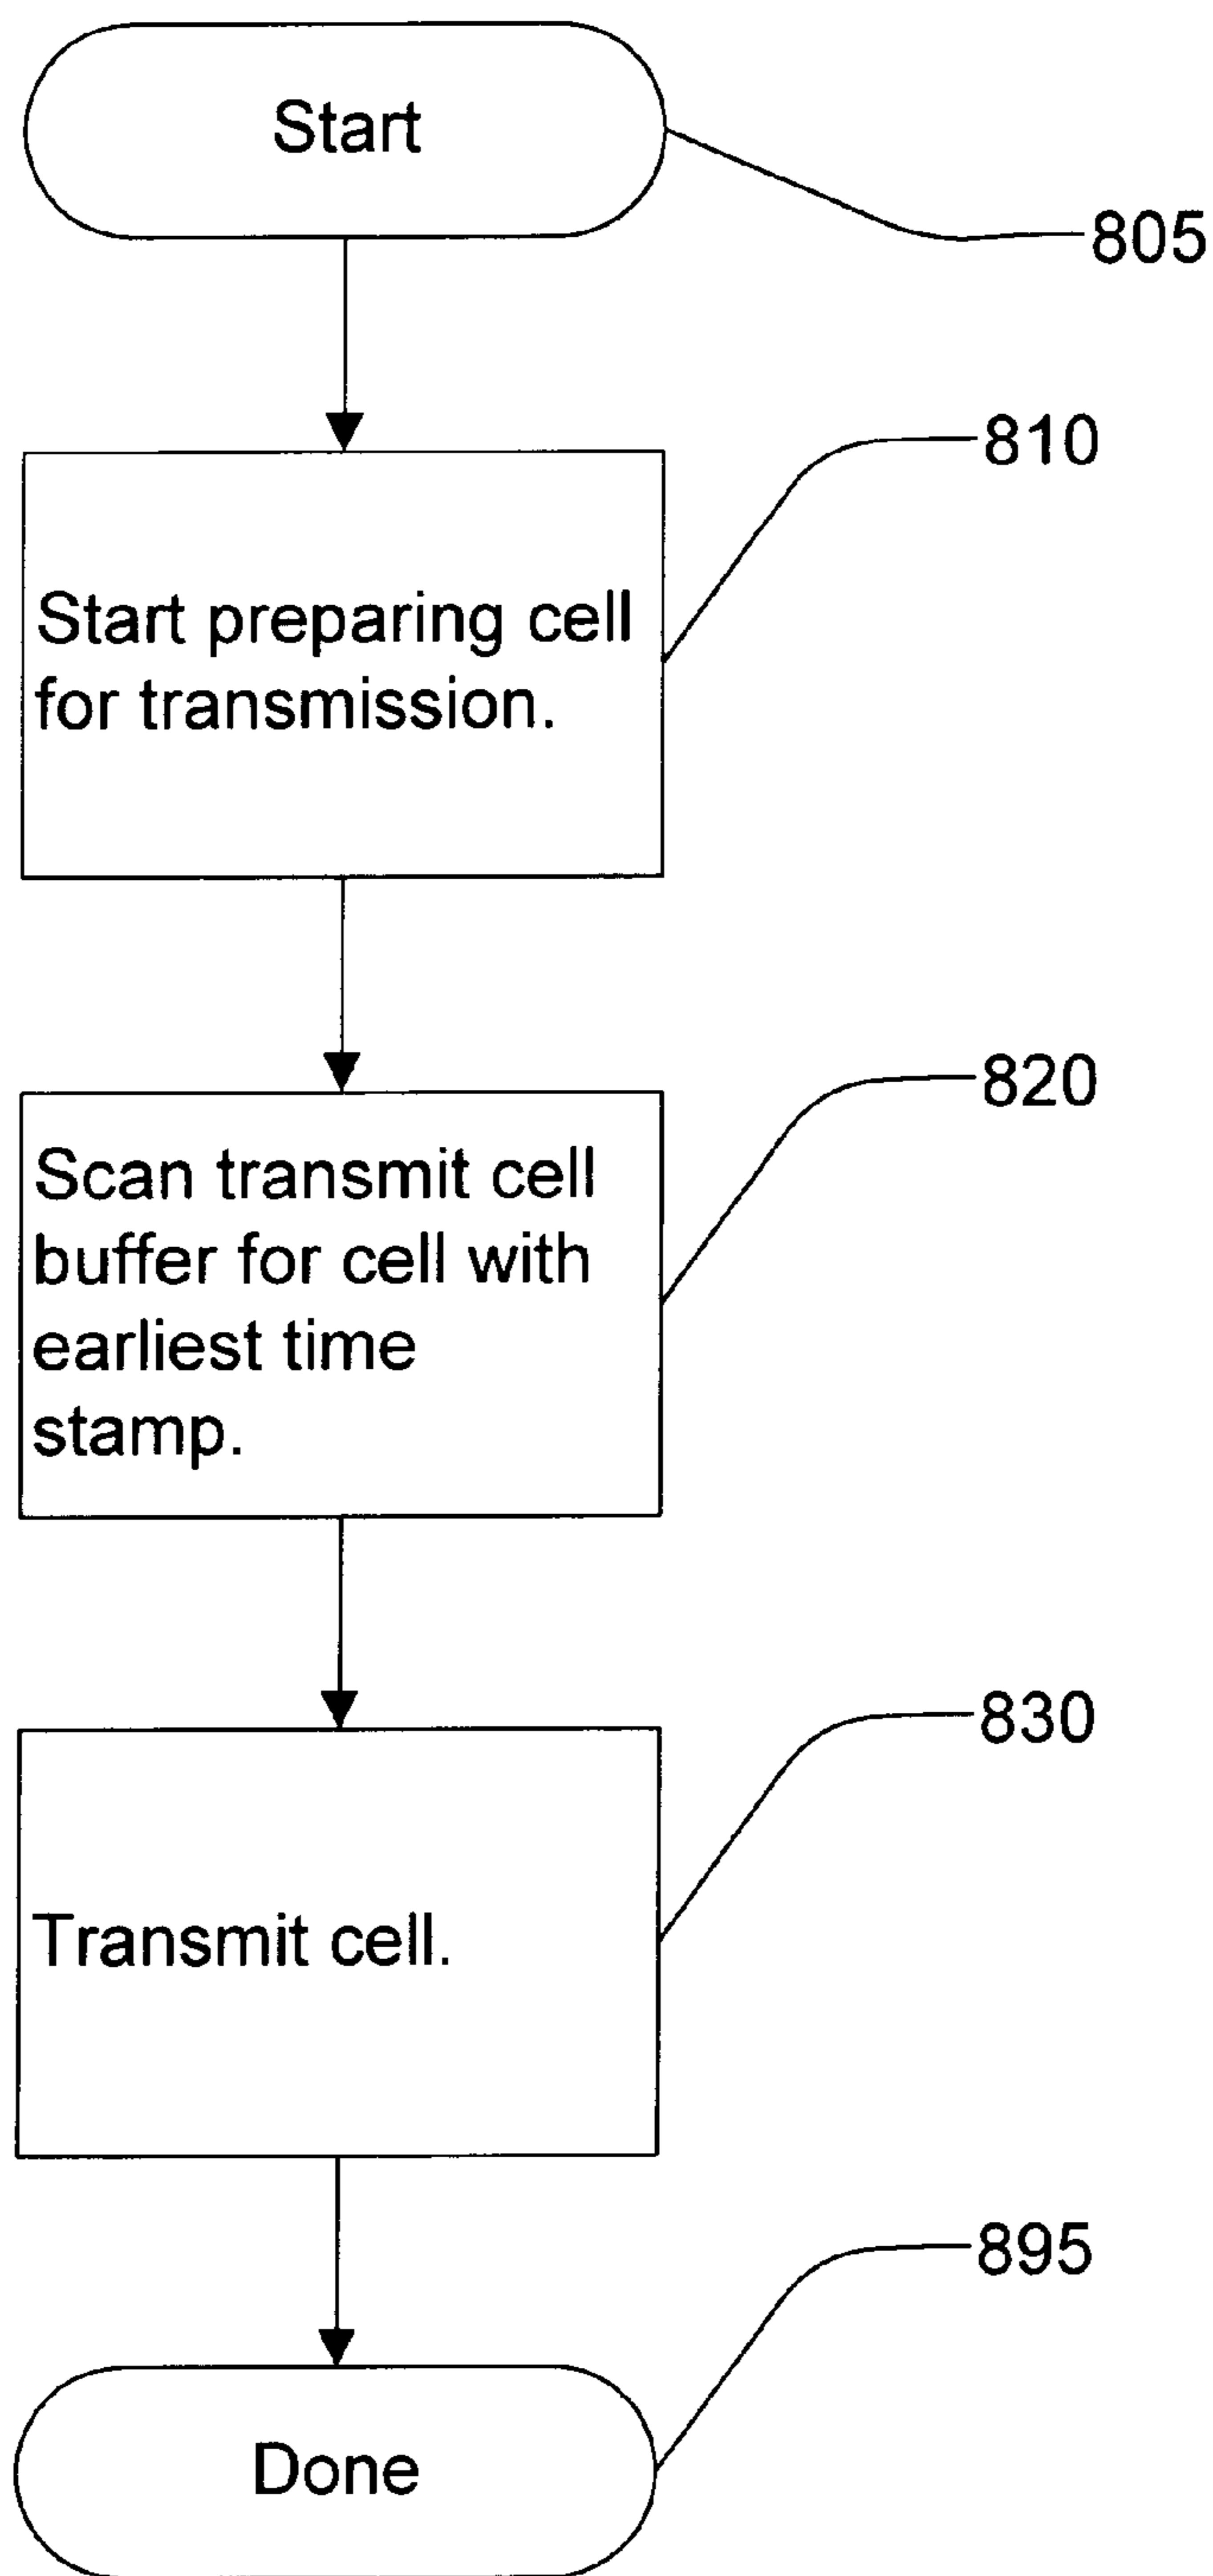 Start
805
810
Start preparing cell
for transmission.
820
Scan transmit cell
buffer for cell with
earliest time
stamp.
830
Transmit cell.
895
Done